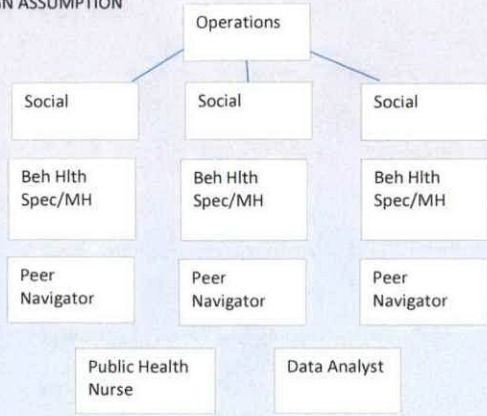 GN ASSUMPTION
Operations
Social
Social
Social
Beh Hlth
Spec/MH
Beh Hlth
Spec/MH
Beh Hlth
Spec/MH
Peer
Navigator
Peer
Navigator
Peer
Navigator
Public Health
Nurse
Data Analyst